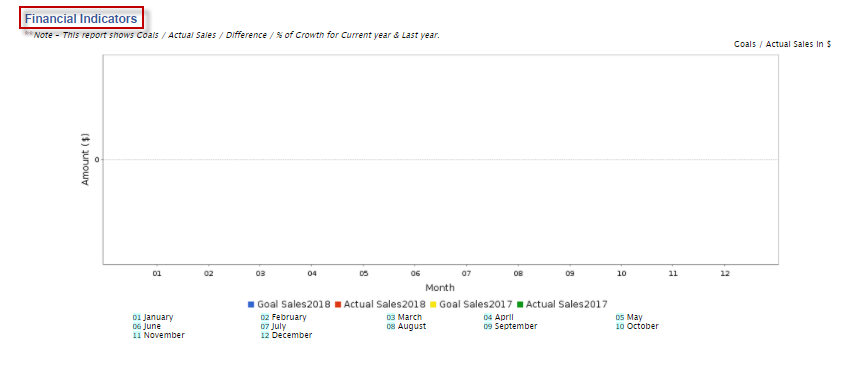 Financial Indicators
**Note – This report shows Goals / Actual Sales / Difference / % of Growth for Current year & Last year.
Goals / Actual Sales in $
Amount ($)
0
01 02 03 04 05 06 07 08 09 10 11 12
Month
Goal Sales2018 Actual Sales2018 Goal Sales2017 Actual Sales2017
01 January 02 February 03 March 04 April 05 May
06 June 07 July 08 August 09 September 10 October
11 November 12 December